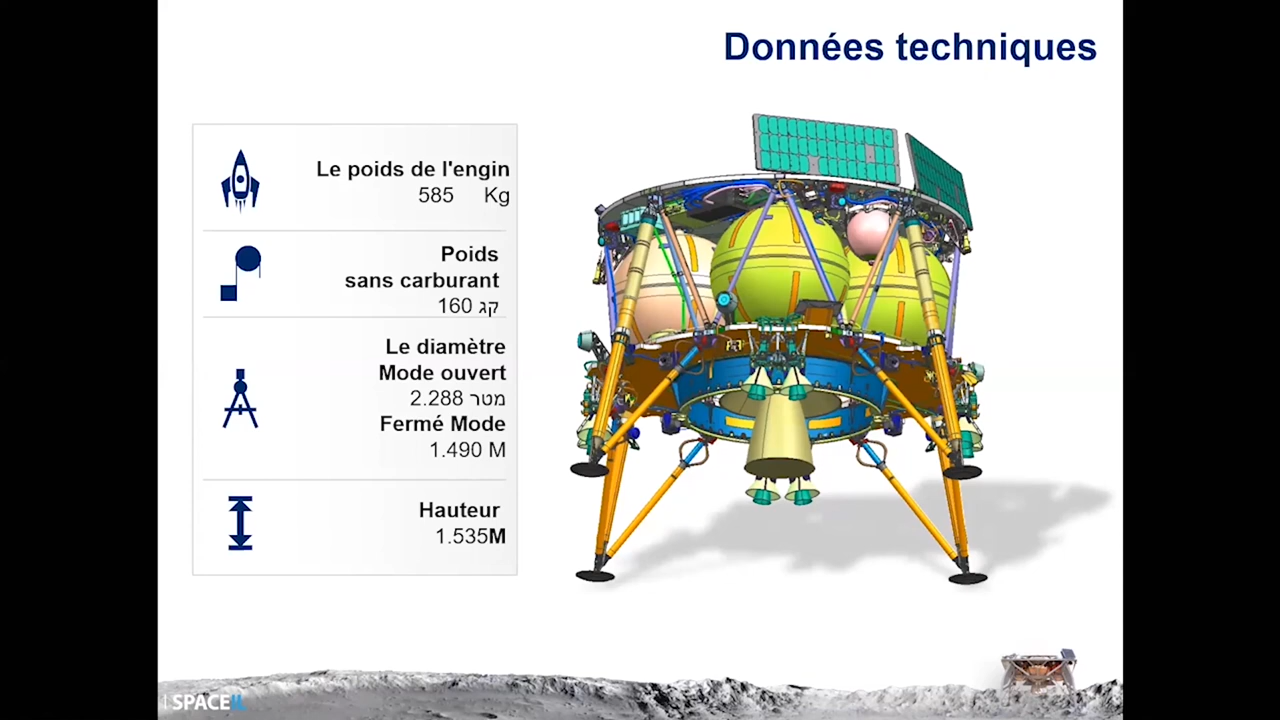 Données techniques
Le poids de l'engin
585 Kg
Poids
sans carburant
160 קג
Le diamètre
Mode ouvert
2.288 מטר
Fermé Mode
1.490 M
Hauteur
1.535M
SPACEIL